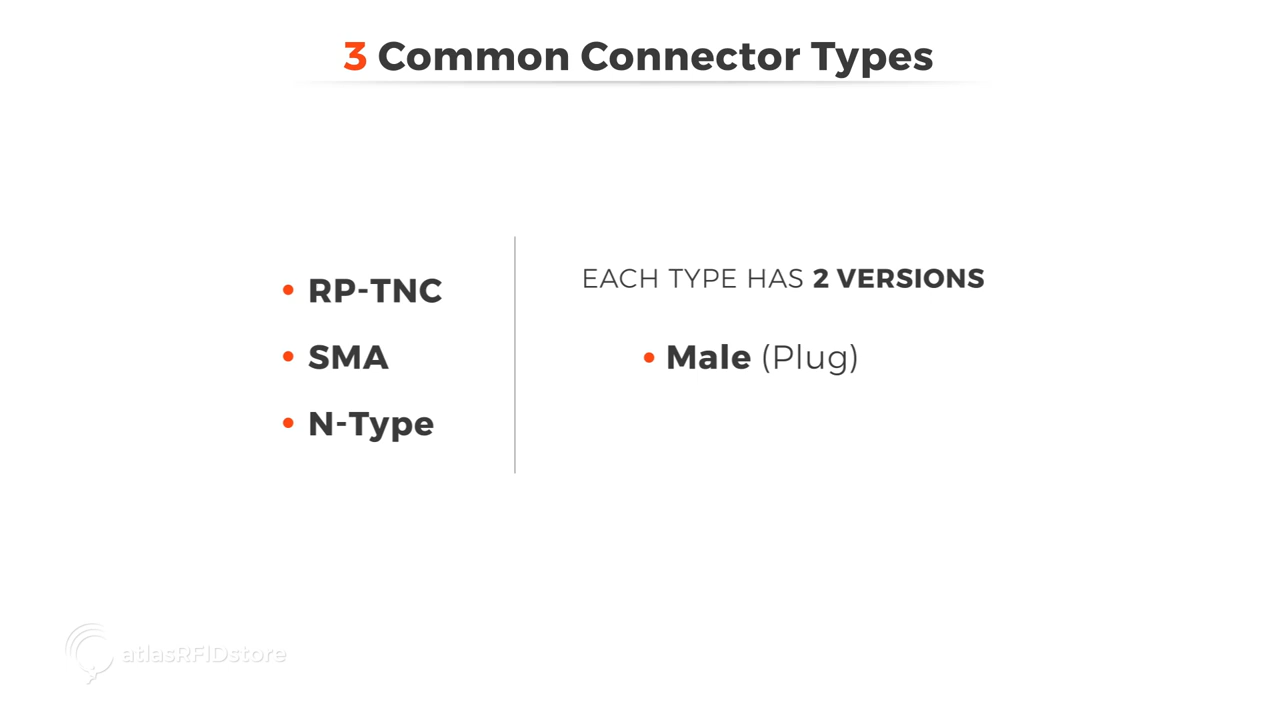 3 Common Connector Types
• RP-TNC
• SMA
• N-Type
EACH TYPE HAS 2 VERSIONS
• Male (Plug)
atlasRFIDstore